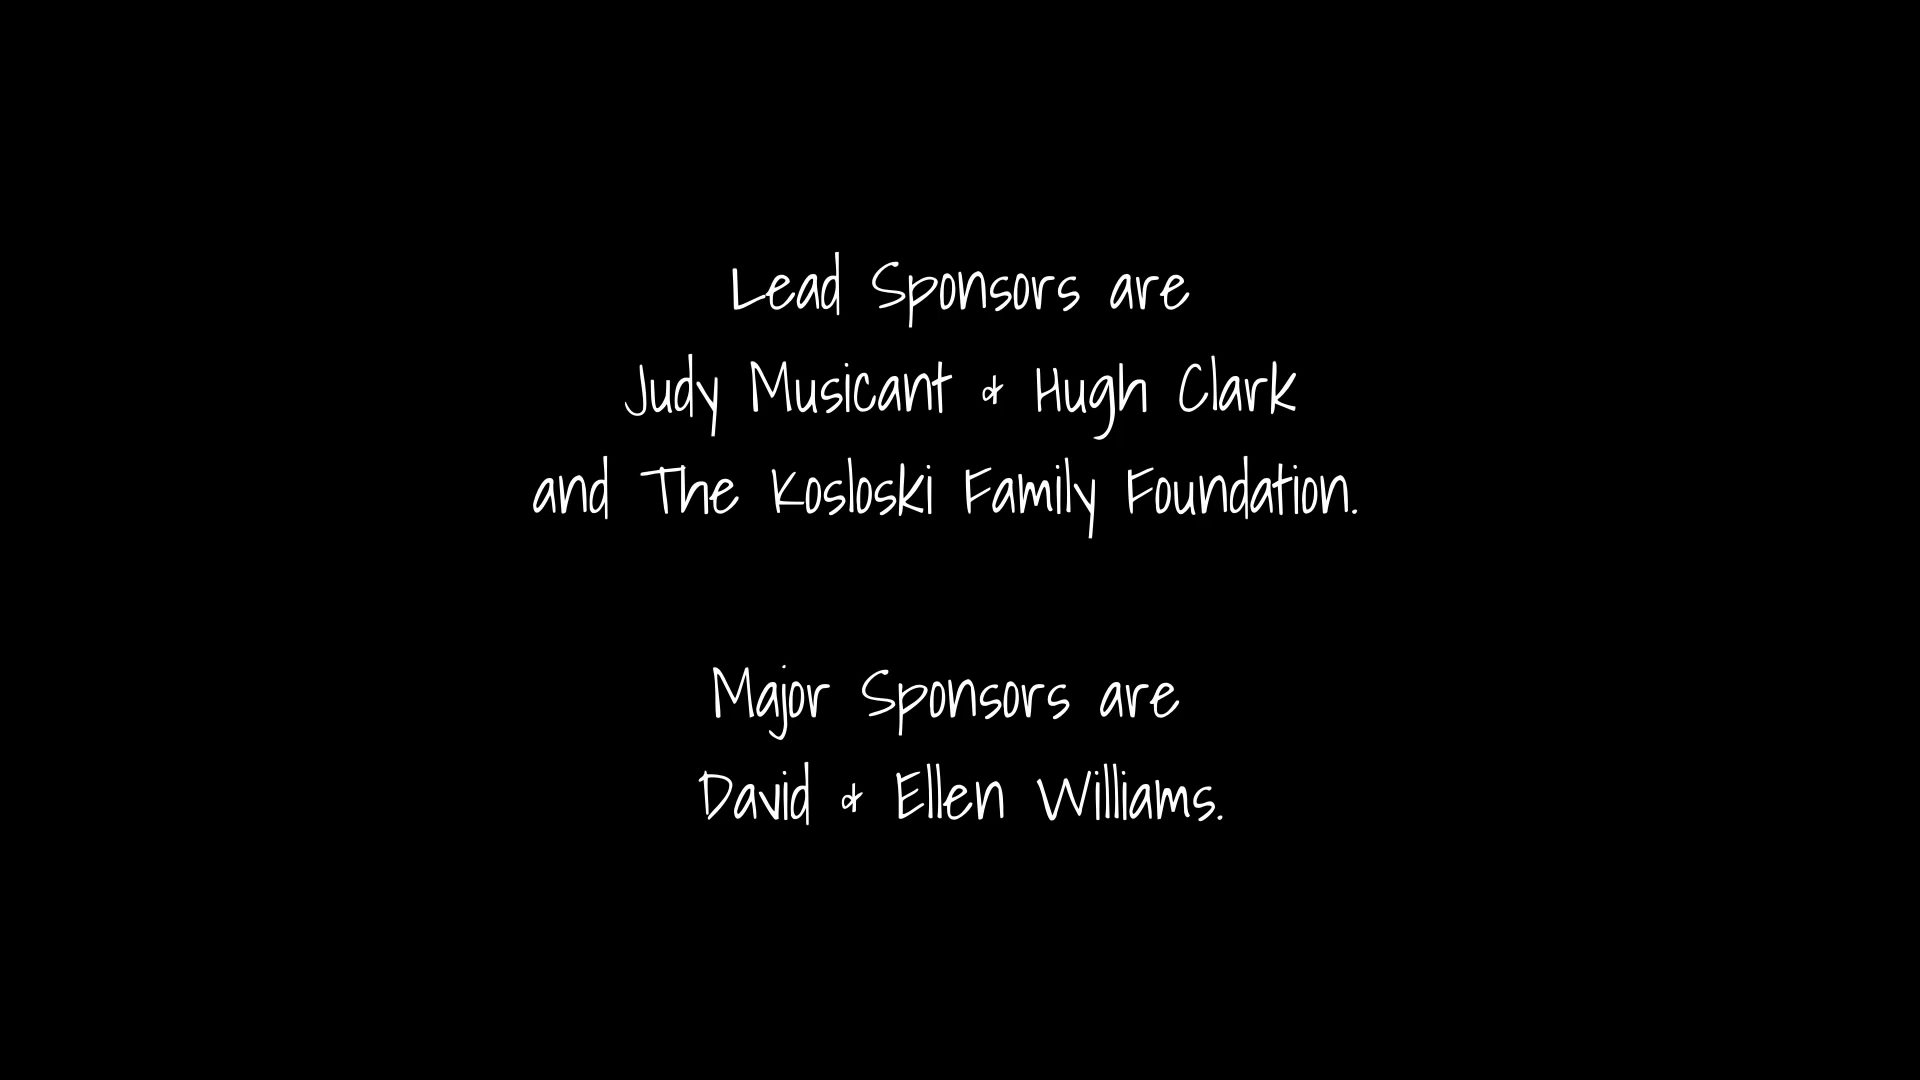 Lead Sponsors are
Judy Musicant & Hugh Clark
and The Kosloski Family Foundation.
Major Sponsors are
David & Ellen Williams.